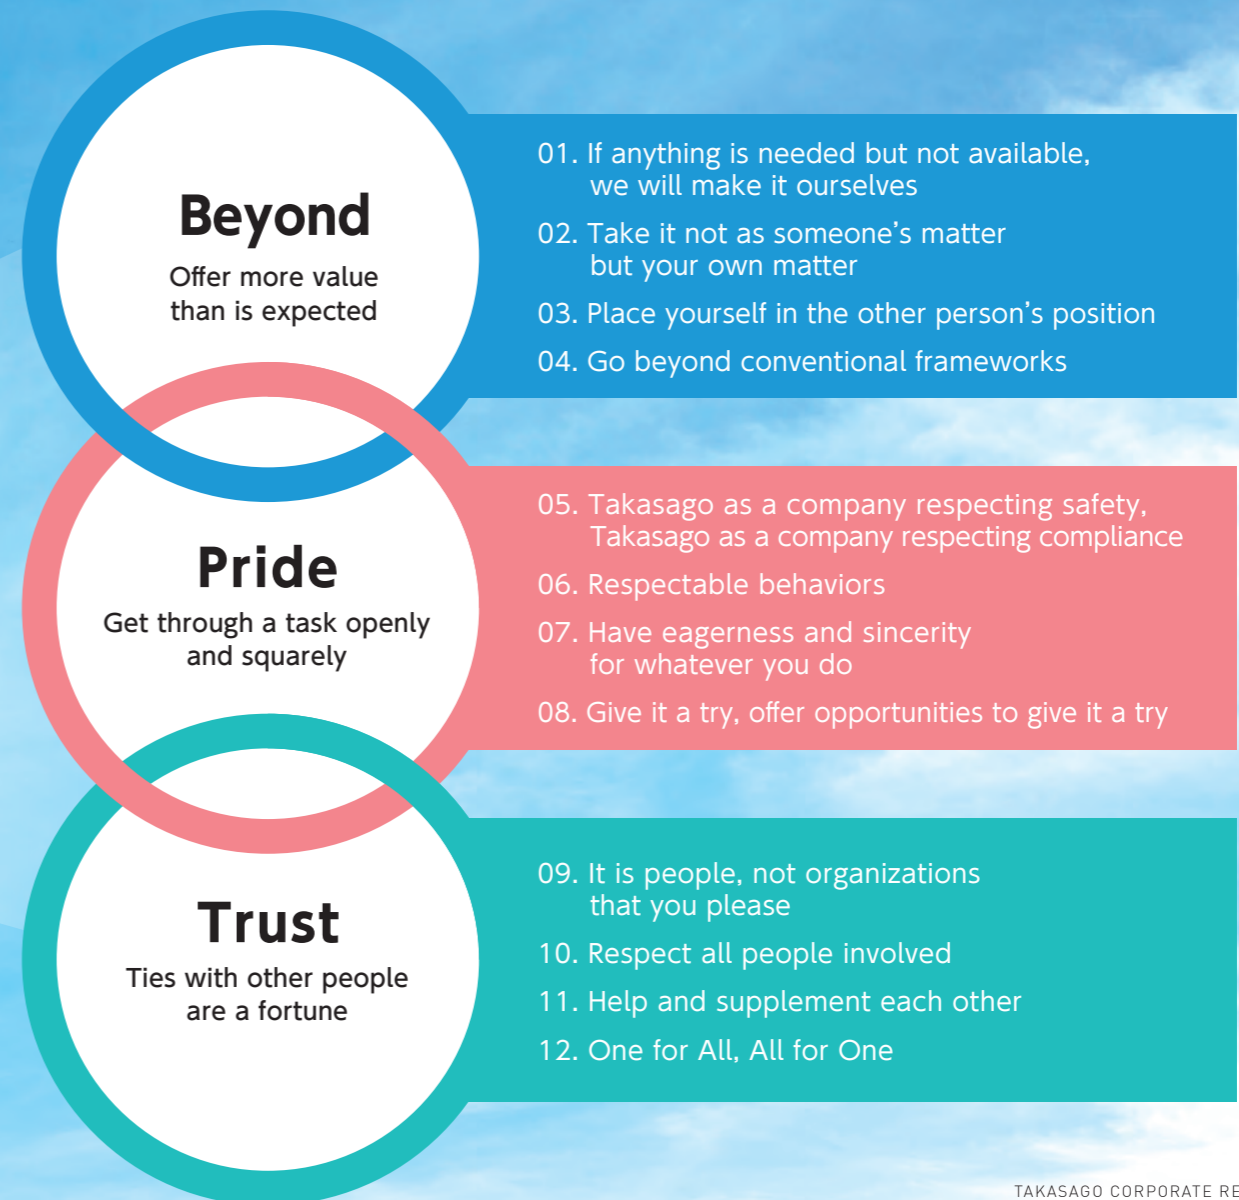 Beyond
Offer more value
than is expected
01. If anything is needed but not available,
we will make it ourselves
02. Take it not as someone's matter
but your own matter
03. Place yourself in the other person's position
04. Go beyond conventional frameworks
Pride
Get through a task openly
and squarely
05. Takasago as a company respecting safety,
Takasago as a company respecting compliance
06. Respectable behaviors
07. Have eagerness and sincerity
for whatever you do
08. Give it a try, offer opportunities to give it a try
Trust
Ties with other people
are a fortune
09. It is people, not organizations
that you please
10. Respect all people involved
11. Help and supplement each other
12. One for All, All for One
TAKASAGO CORPORATE RE